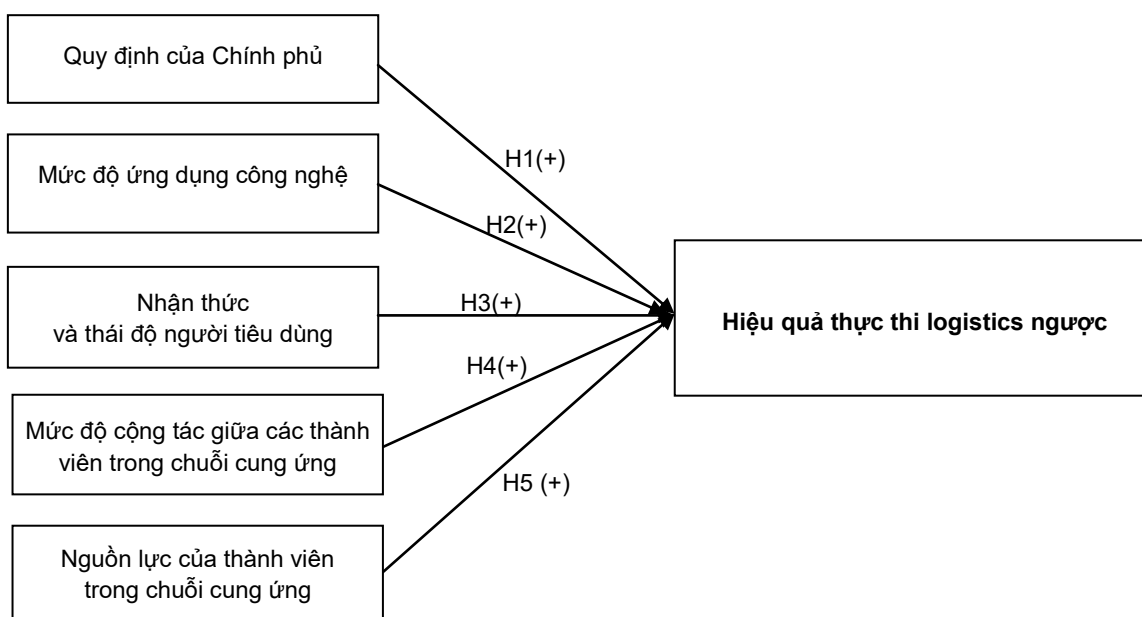 Quy định của Chính phủ
Mức độ ứng dụng công nghệ
Nhận thức
và thái độ người tiêu dùng
Mức độ cộng tác giữa các thành
viên trong chuỗi cung ứng
Nguồn lực của thành viên
trong chuỗi cung ứng
H1(+)
H2(+)
H3(+)
H4(+)
H5 (+)
Hiệu quả thực thi logistics ngược